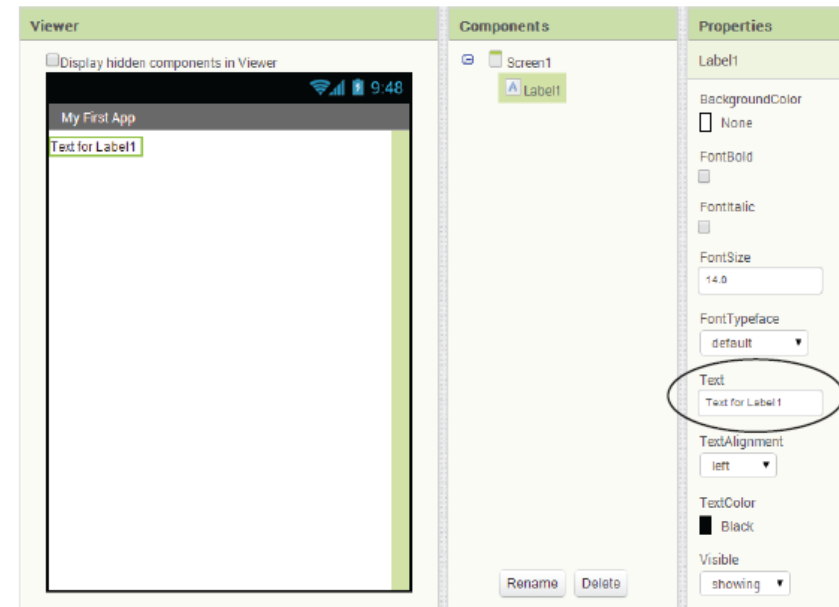 Viewer
Display hidden components in Viewer
9:48
My First App
Text for Label1
Components
Screen1
Label1
Rename
Delete
Properties
Label1
BackgroundColor
None
FontBold
FontItalic
FontSize
14.0
FontTypeface
default
Text
Text for Label1
TextAlignment
left
TextColor
Black
Visible
showing